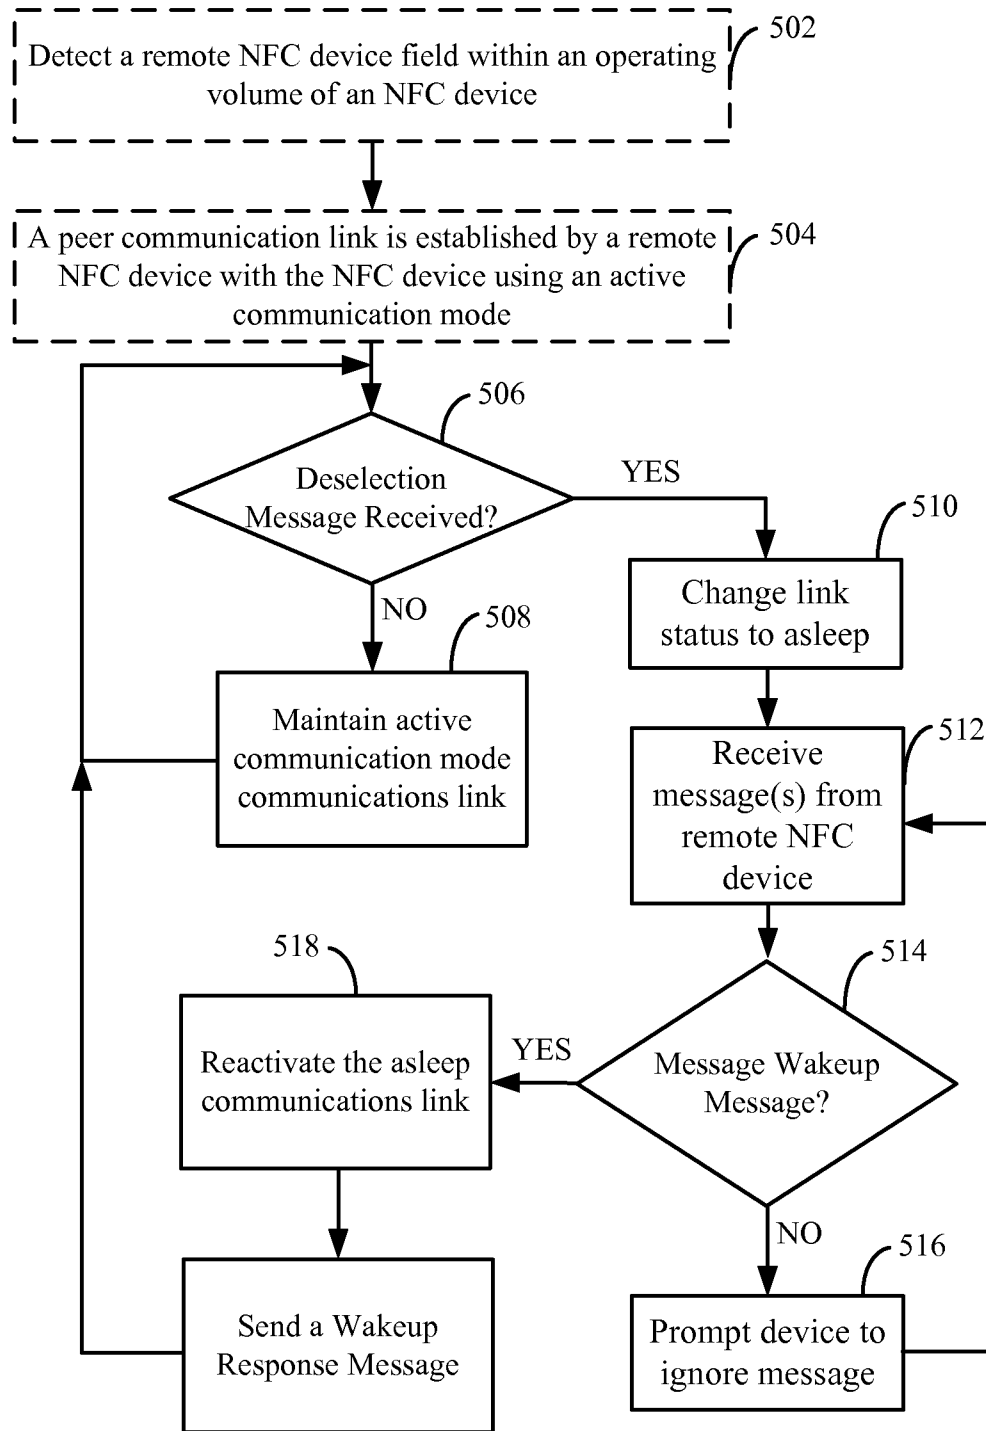 502
Detect a remote NFC device field within an operating
volume of an NFC device
504
A peer communication link is established by a remote
NFC device with the NFC device using an active
communication mode
506
Deselection
Message Received?
YES
NO
508
Maintain active
communication mode
communications link
510
Change link
status to asleep
512
Receive
message(s) from
remote NFC
device
514
Message Wakeup
Message?
YES
NO
518
Reactivate the asleep
communications link
516
Prompt device to
ignore message
Send a Wakeup
Response Message